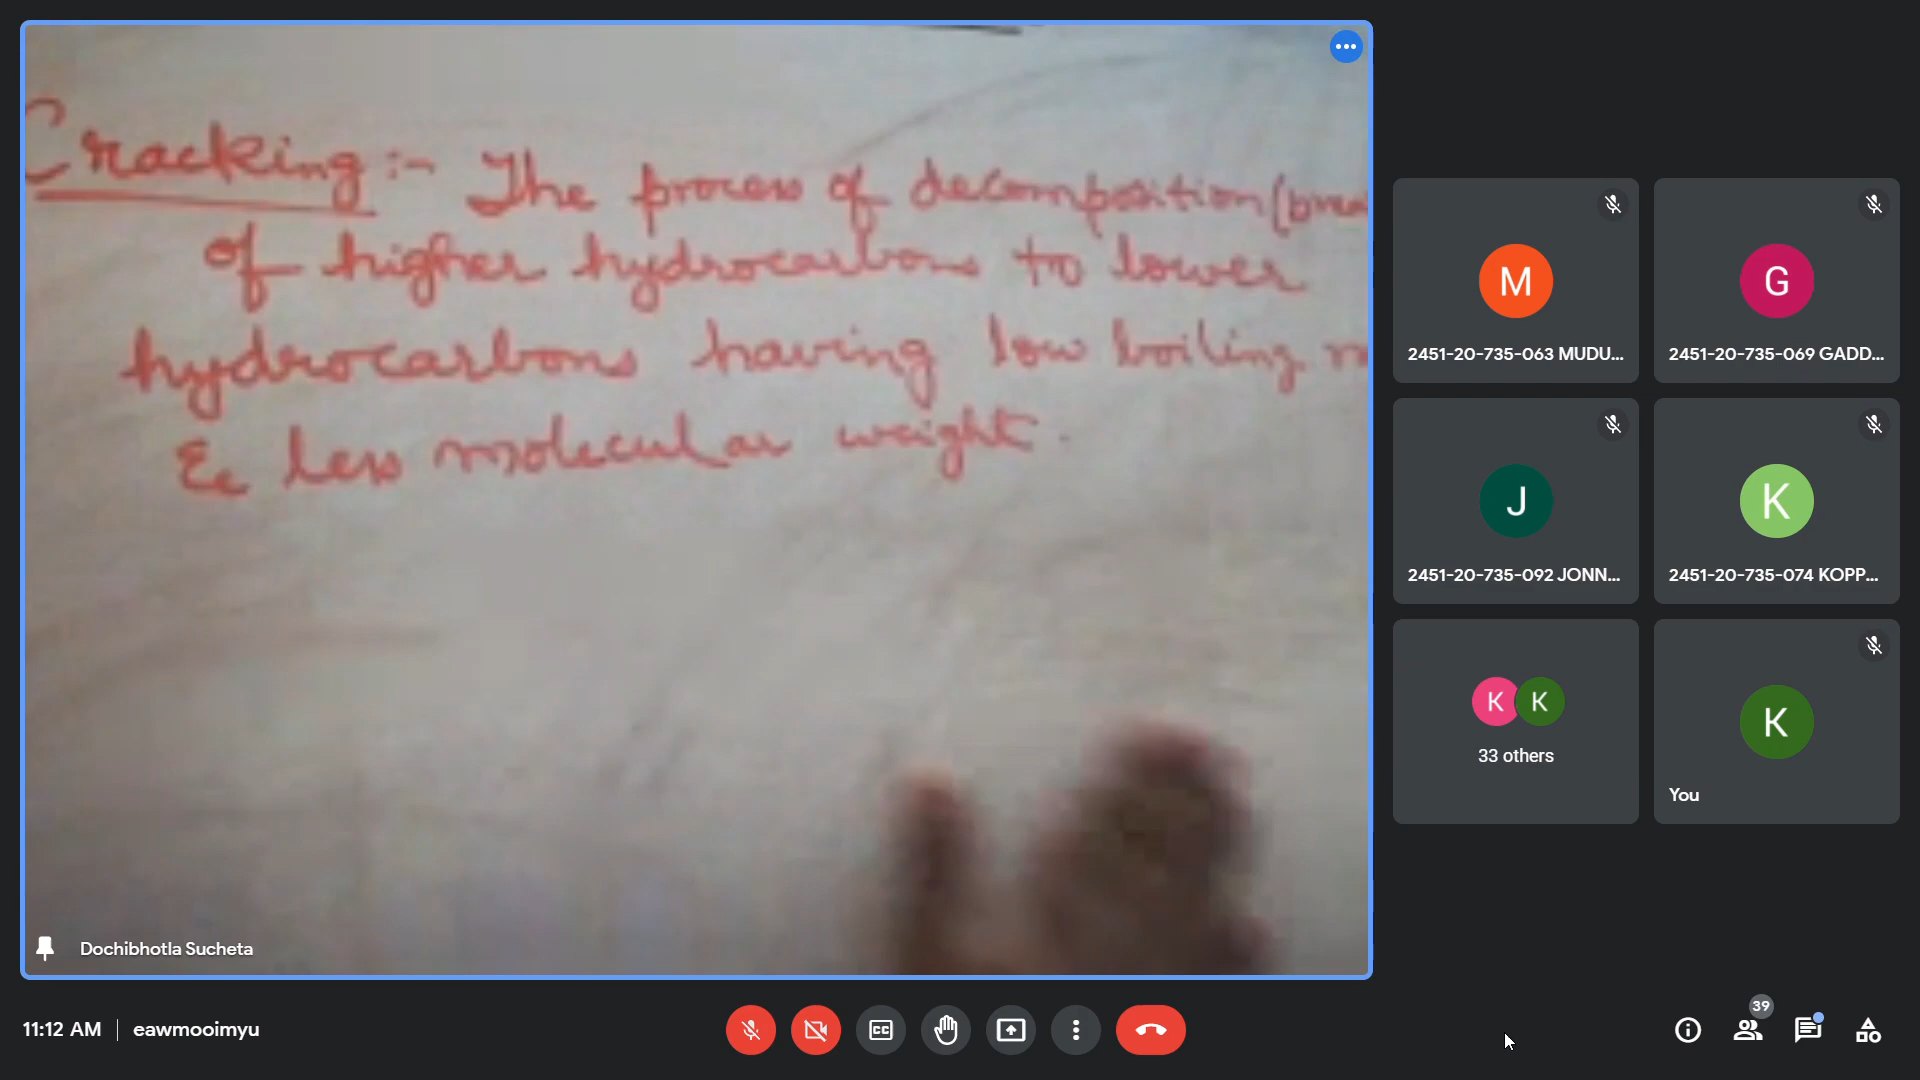 Cracking :- The process of decomposition (brea
of higher hydrocarbons to lower
hydrocarbons having low boiling
& less molecular weight.
Dochibhotla Sucheta
M
2451-20-735-063 MUDU...
G
2451-20-735-069 GADD...
J
2451-20-735-092 JONN...
K
2451-20-735-074 KOPP...
K K
33 others
K
You
11:12 AM | eawmooimyu
CC
39